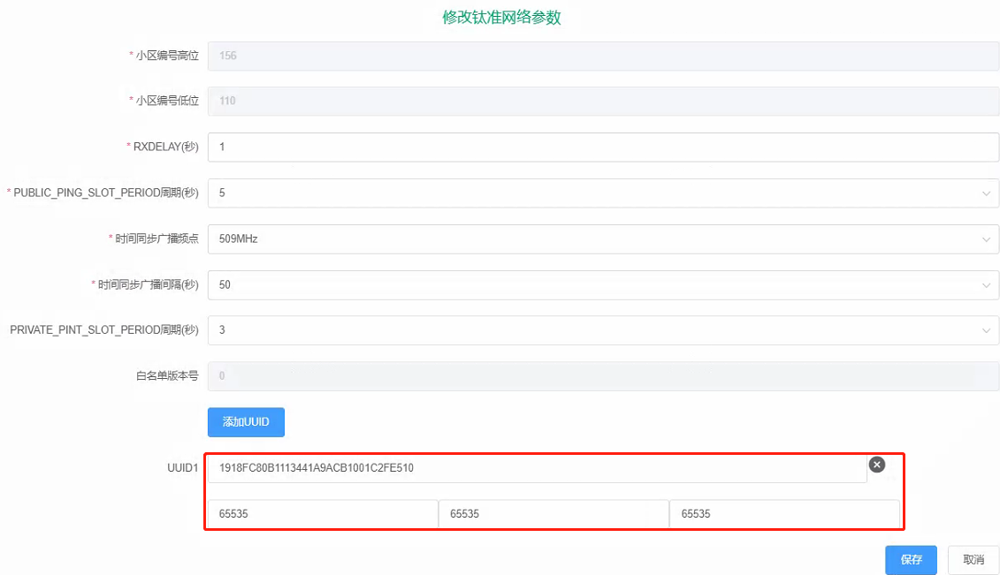 修改钛准网络参数
* 小区编号高位 156
* 小区编号低位 110
* RXDELAY(秒) 1
* PUBLIC_PING_SLOT_PERIOD周期(秒) 5
* 时间同步广播频点 509MHz
* 时间同步广播间隔(秒) 50
PRIVATE_PINT_SLOT_PERIOD周期(秒) 3
白名单版本号 0
添加UUID
UUID1 1918FC80B1113441A9ACB1001C2FE510
65535 65535 65535
保存 取消